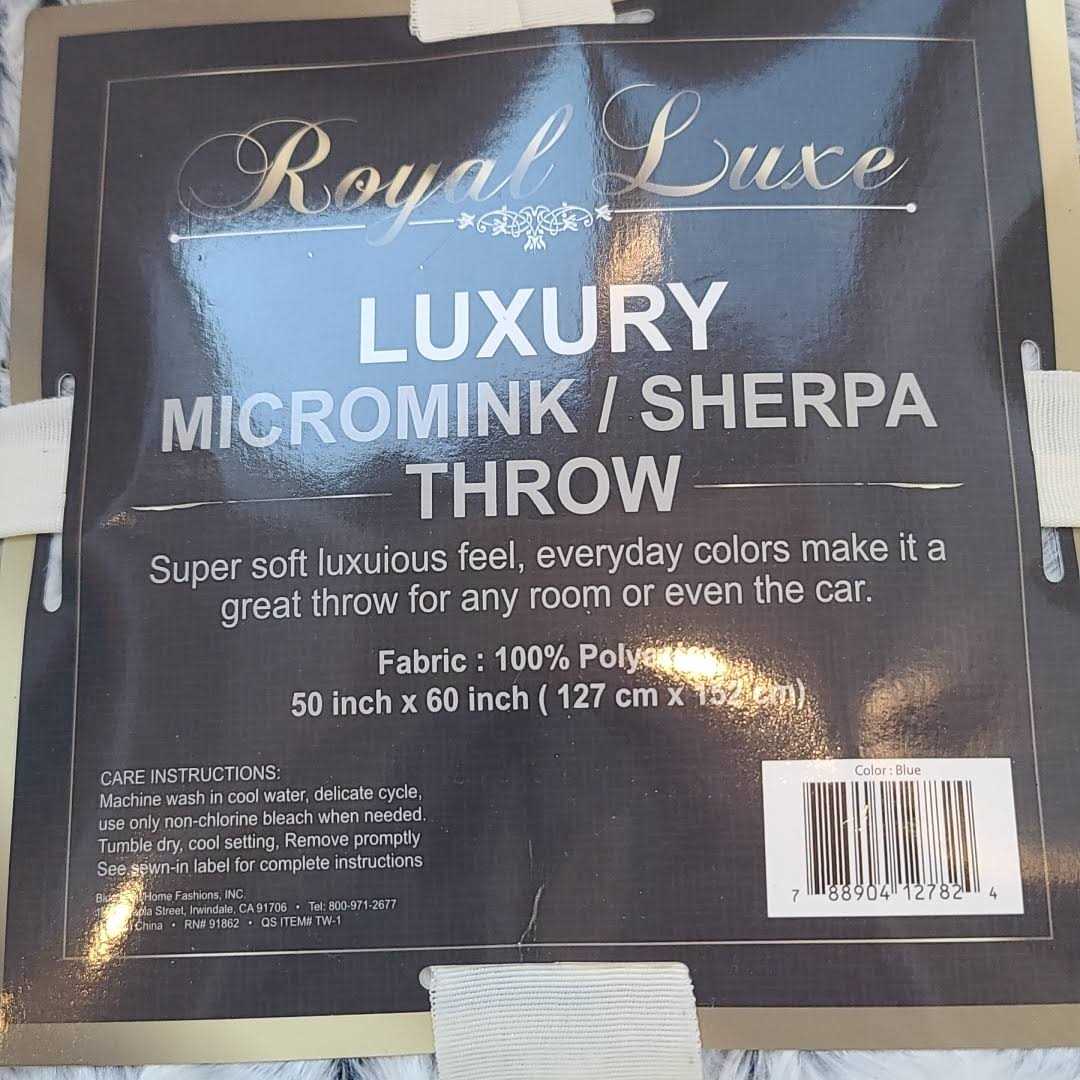 Royal Luxe
LUXURY
MICROMINK / SHERPA
THROW
Super soft luxuious feel, everyday colors make it a
great throw for any room or even the car.
Fabric : 100%
50 inch x 60 inch ( 127 cm x 152 cm)
CARE INSTRUCTIONS:
Machine wash in cool water, delicate cycle,
use only non-chlorine bleach when needed.
Tumble dry, cool setting, Remove promptly
See sewn-in label for complete instructions
Home Fashions, INC.
Street, Irwindale, CA 91706 • Tel: 800-971-2677
China • RN# 91862 • QS ITEM# TW-1
Color : Blue
7 88904 12782 4